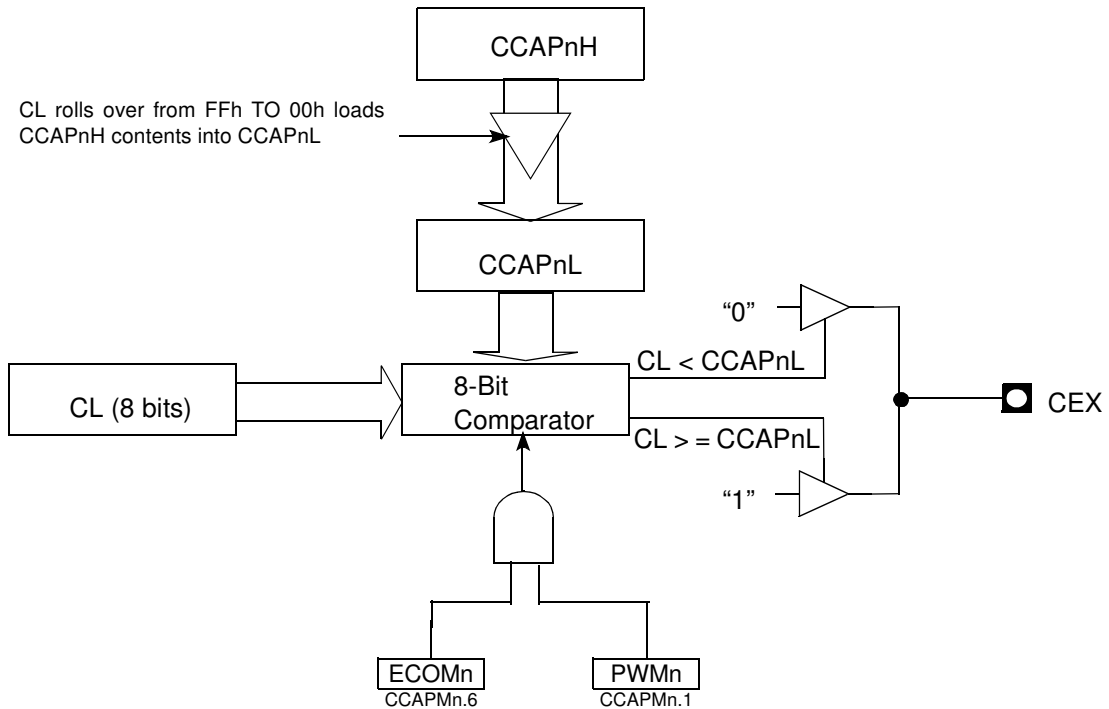 CCAPnH
CL rolls over from FFh TO 00h loads
CCAPnH contents into CCAPnL
CCAPnL
“0”
CL < CCAPnL
CL (8 bits)
8-Bit
Comparator
CEX
CL > = CCAPnL
“1”
ECOMn
CCAPMn.6
PWMn
CCAPMn.1